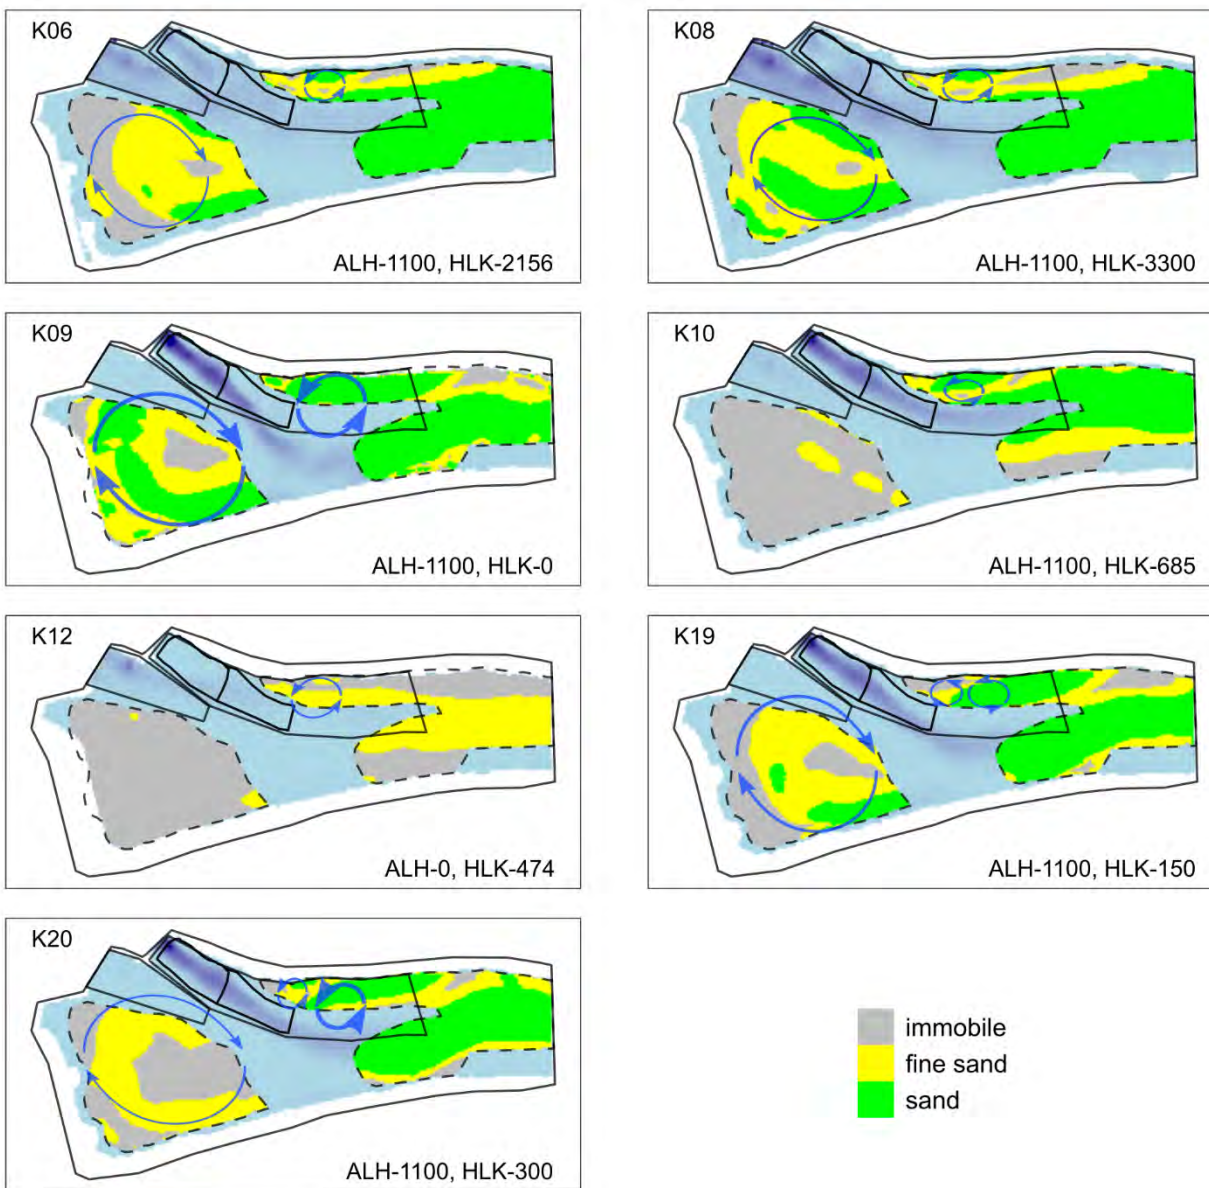 K06
ALH-1100, HLK-2156
K08
ALH-1100, HLK-3300
K09
ALH-1100, HLK-0
K10
ALH-1100, HLK-685
K12
ALH-0, HLK-474
K19
ALH-1100, HLK-150
K20
ALH-1100, HLK-300
immobile
fine sand
sand